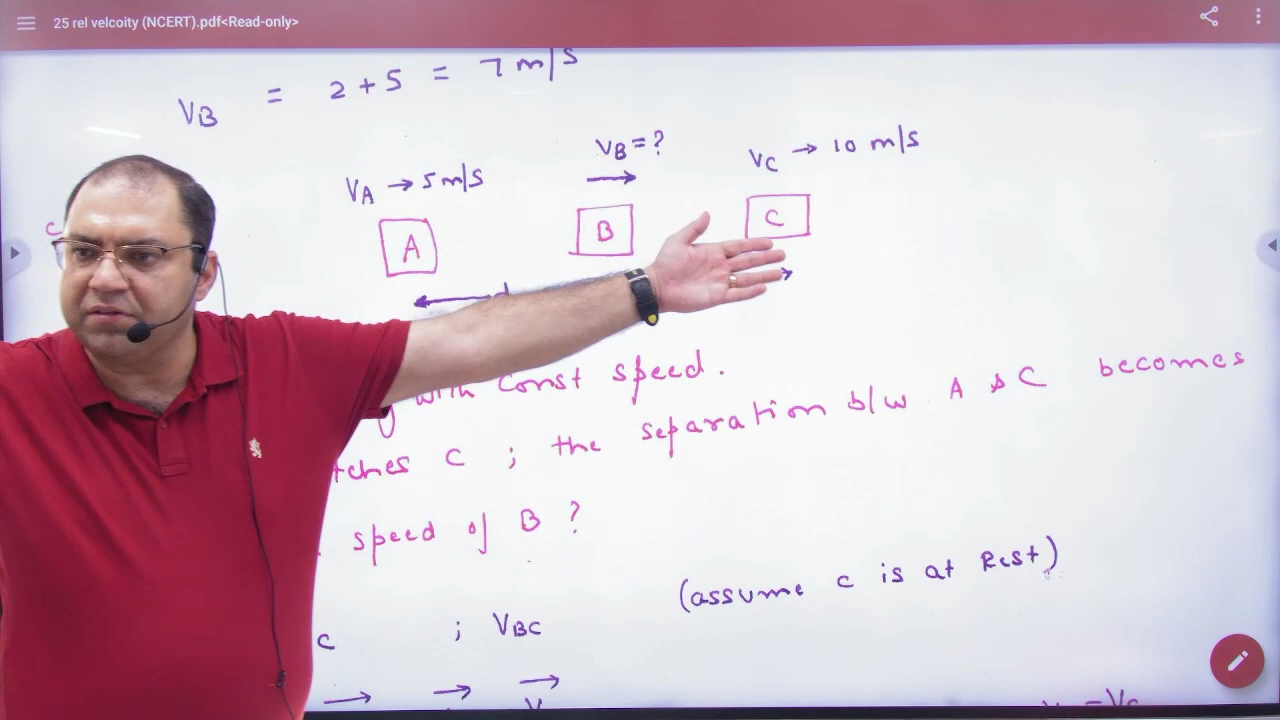 25 rel velcoity (NCERT).pdf<Read-only>
VB = 2 + 5 = 7 m/s
VA → 5 m/s
VB = ?
VC → 10 m/s
A
B
C
with const speed.
C ; the separation b/w A & C becomes
speed of B ?
(assume C is at Rest)
C ; VBC